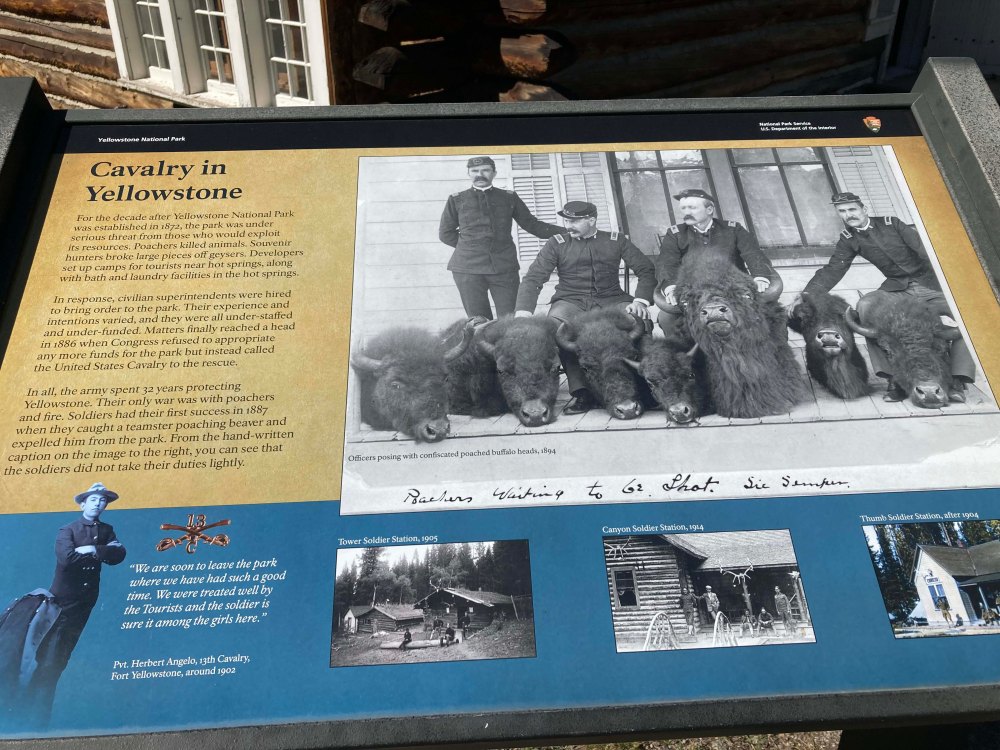 Yellowstone National Park
National Park Service
U.S. Department of the Interior
Cavalry in
Yellowstone
For the decade after Yellowstone National Park
was established in 1872, the park was under
serious threat from those who would exploit
its resources. Poachers killed animals. Souvenir
hunters broke large pieces off geysers. Developers
set up camps for tourists near hot springs, along
with bath and laundry facilities in the hot springs.
In response, civilian superintendents were hired
to bring order to the park. Their experience and
intentions varied, and they were all under-staffed
and under-funded. Matters finally reached a head
in 1886 when Congress refused to appropriate
any more funds for the park but instead called
the United States Cavalry to the rescue.
In all, the army spent 32 years protecting
Yellowstone. Their only war was with poachers
and fire. Soldiers had their first success in 1887
when they caught a teamster poaching beaver and
expelled him from the park. From the hand-written
caption on the image to the right, you can see that
the soldiers did not take their duties lightly.
Officers posing with confiscated poached buffalo heads, 1894
Poachers Waiting to be Shot. Sic Semper.
13
"We are soon to leave the park
where we have had such a good
time. We were treated well by
the Tourists and the soldier is
sure it among the girls here."
Pvt. Herbert Angelo, 13th Cavalry,
Fort Yellowstone, around 1902
Tower Soldier Station, 1905
Canyon Soldier Station, 1914
Thumb Soldier Station, after 1904